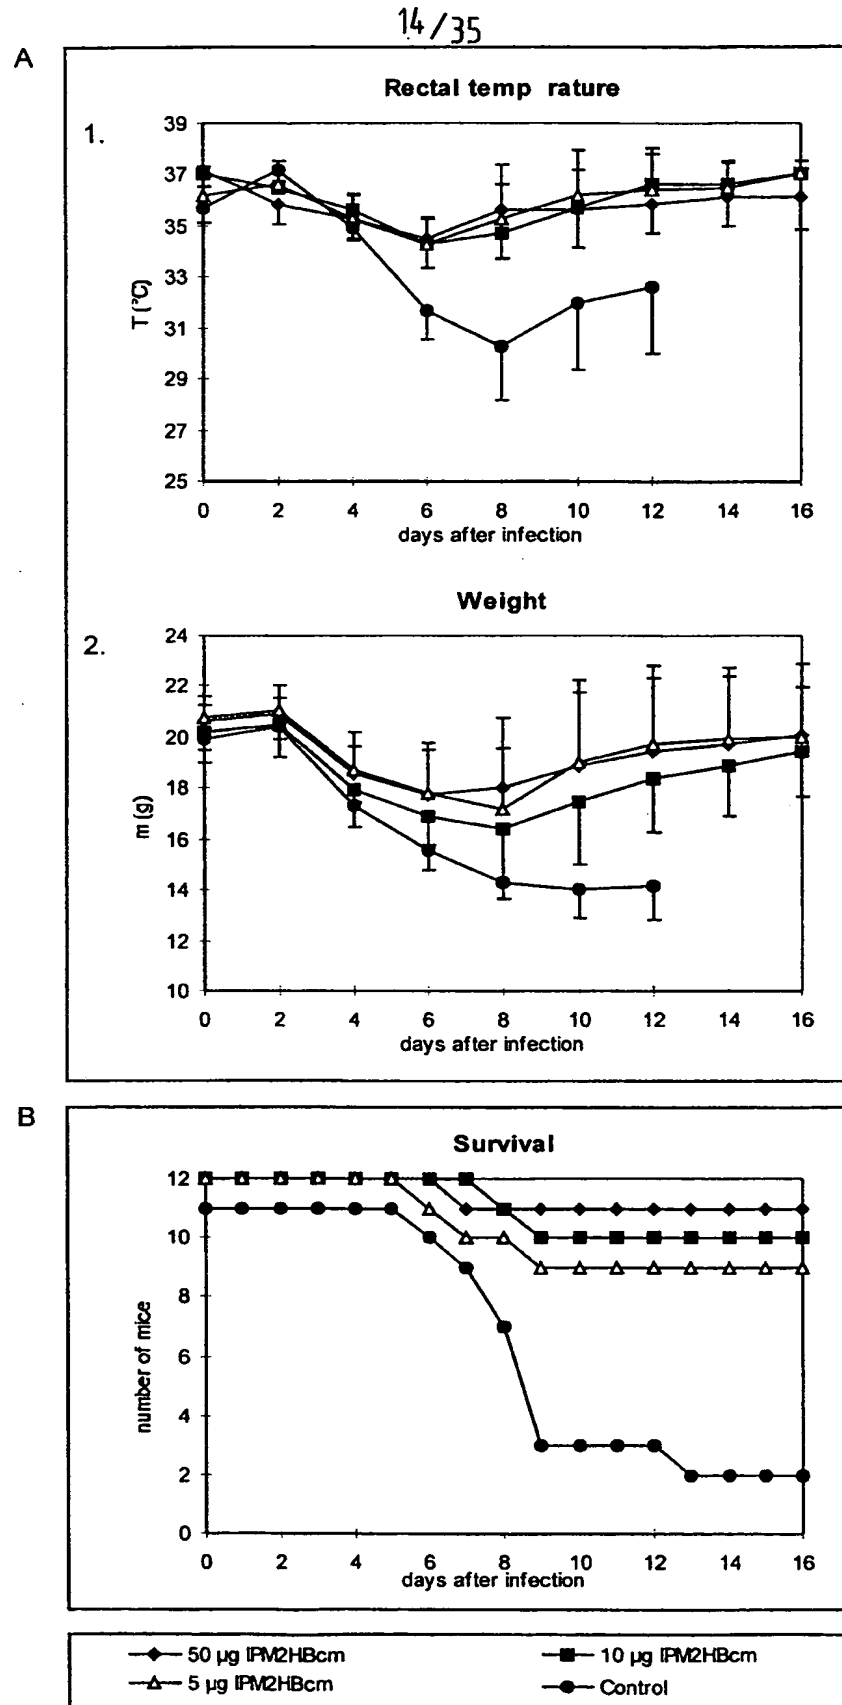 14/35
A
Rectal temp rature
1.
39
37
35
33
31
29
27
25
T (°C)
0 2 4 6 8 10 12 14 16
days after infection
Weight
2.
24
22
20
18
16
14
12
10
m (g)
0 2 4 6 8 10 12 14 16
days after infection
B
Survival
12
10
8
6
4
2
0
number of mice
0 2 4 6 8 10 12 14 16
days after infection
50 µg IPM2HBcm
10 µg IPM2HBcm
5 µg IPM2HBcm
Control